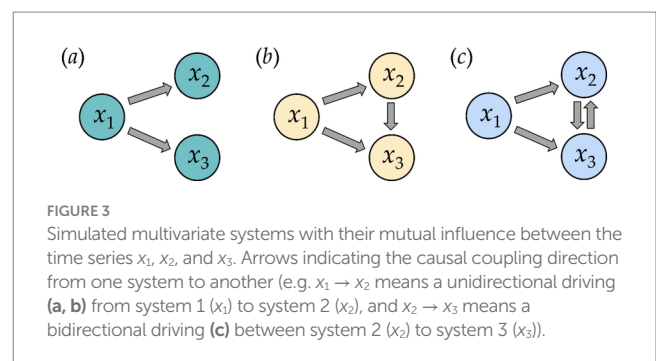 (a) (b) (c)
x₂ x₂ x₂
x₁ x₁ x₁
x₃ x₃ x₃
FIGURE 3
Simulated multivariate systems with their mutual influence between the
time series x₁, x₂, and x₃. Arrows indicating the causal coupling direction
from one system to another (e.g. x₁ → x₂ means a unidirectional driving
(a, b) from system 1 (x₁) to system 2 (x₂), and x₂ → x₃ means a
bidirectional driving (c) between system 2 (x₂) to system 3 (x₃)).